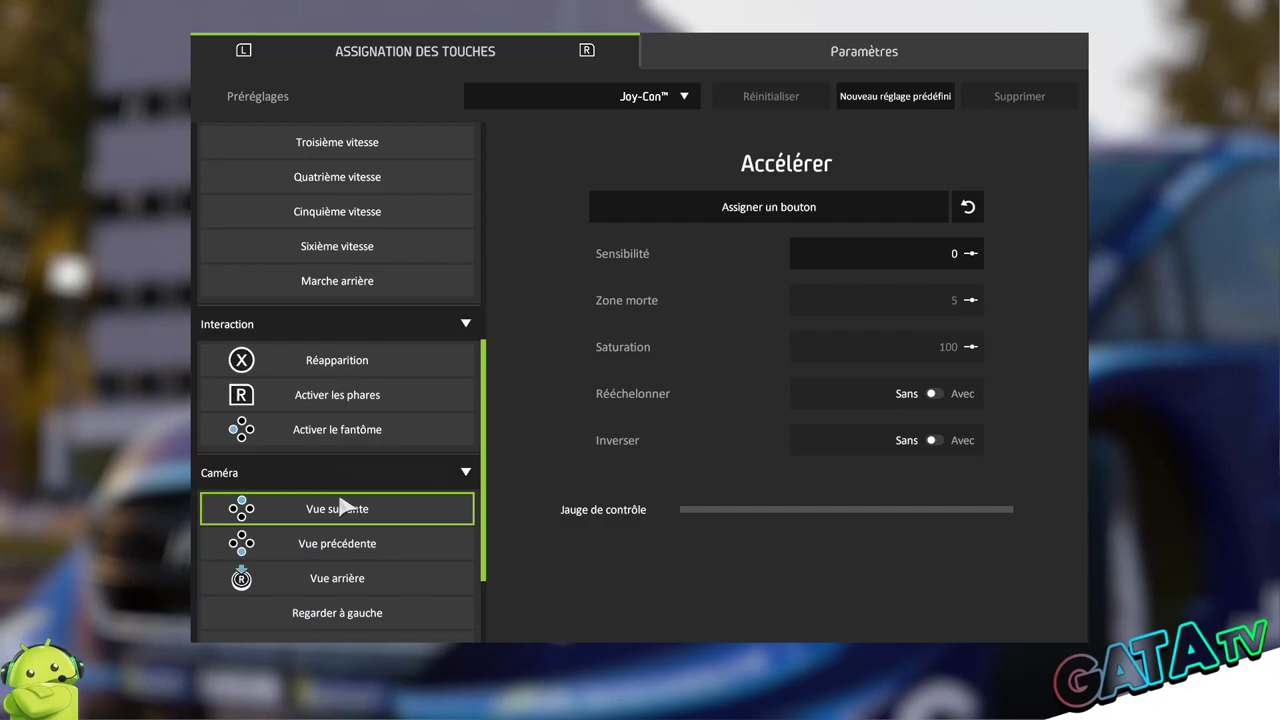 L ASSIGNATION DES TOUCHES R Paramètres
Préréglages Joy-Con™ Réinitialiser Nouveau réglage prédéfini Supprimer
Troisième vitesse
Quatrième vitesse
Cinquième vitesse
Sixième vitesse
Marche arrière
Interaction
X Réapparition
R Activer les phares
Activer le fantôme
Caméra
Vue suivante
Vue précédente
R Vue arrière
Regarder à gauche
Accélérer
Assigner un bouton
Sensibilité 0
Zone morte 5
Saturation 100
Rééchelonner Sans Avec
Inverser Sans Avec
Jauge de contrôle
GATA TV